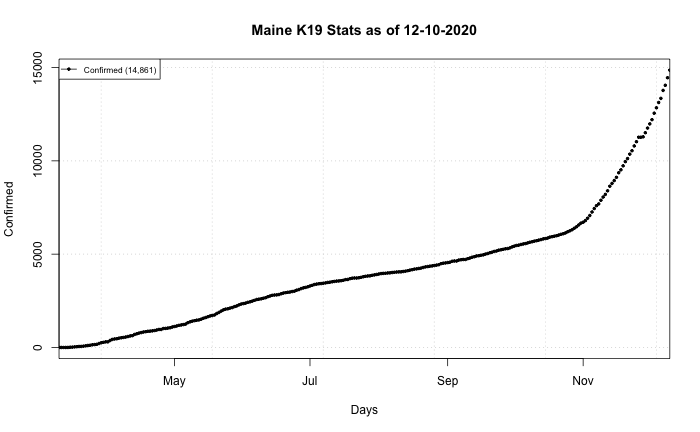 Maine K19 Stats as of 12-10-2020
Confirmed (14,861)
15000
10000
5000
0
Confirmed
May Jul Sep Nov
Days